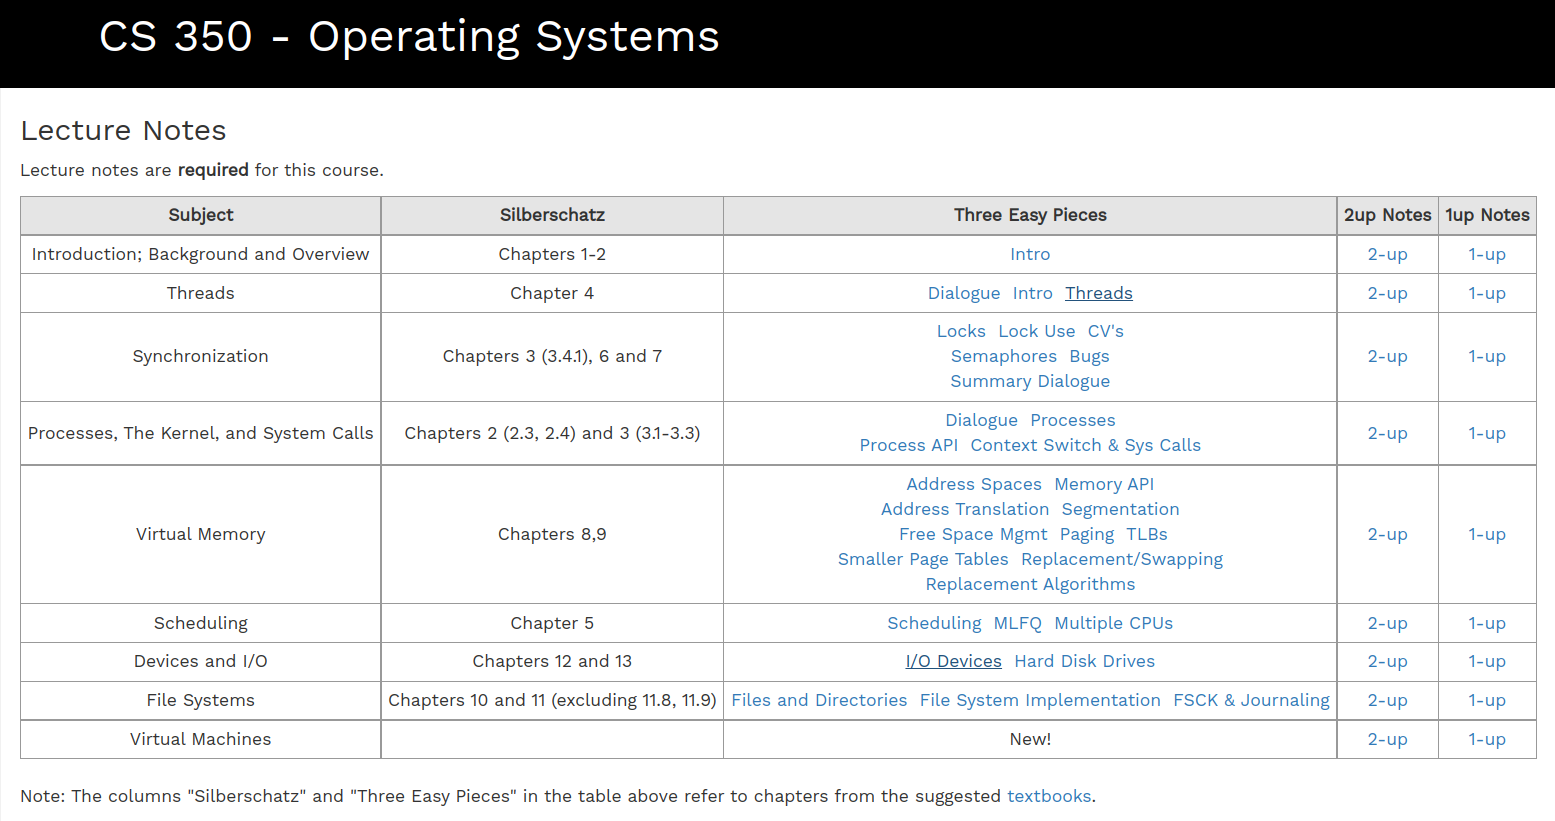 CS 350 - Operating Systems
Lecture Notes
Lecture notes are required for this course.
Subject Silberschatz Three Easy Pieces 2up Notes 1up Notes
Introduction; Background and Overview Chapters 1-2 Intro 2-up 1-up
Threads Chapter 4 Dialogue Intro Threads 2-up 1-up
Synchronization Chapters 3 (3.4.1), 6 and 7 Locks Lock Use CV's
Semaphores Bugs
Summary Dialogue 2-up 1-up
Processes, The Kernel, and System Calls Chapters 2 (2.3, 2.4) and 3 (3.1-3.3) Dialogue Processes
Process API Context Switch & Sys Calls 2-up 1-up
Virtual Memory Chapters 8,9 Address Spaces Memory API
Address Translation Segmentation
Free Space Mgmt Paging TLBs
Smaller Page Tables Replacement/Swapping
Replacement Algorithms 2-up 1-up
Scheduling Chapter 5 Scheduling MLFQ Multiple CPUs 2-up 1-up
Devices and I/O Chapters 12 and 13 I/O Devices Hard Disk Drives 2-up 1-up
File Systems Chapters 10 and 11 (excluding 11.8, 11.9) Files and Directories File System Implementation FSCK & Journaling 2-up 1-up
Virtual Machines New! 2-up 1-up
Note: The columns "Silberschatz" and "Three Easy Pieces" in the table above refer to chapters from the suggested textbooks.